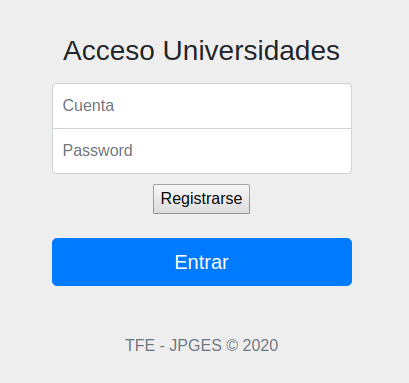 Acceso Universidades
Cuenta
Password
Registrarse
Entrar
TFE - JPGES © 2020